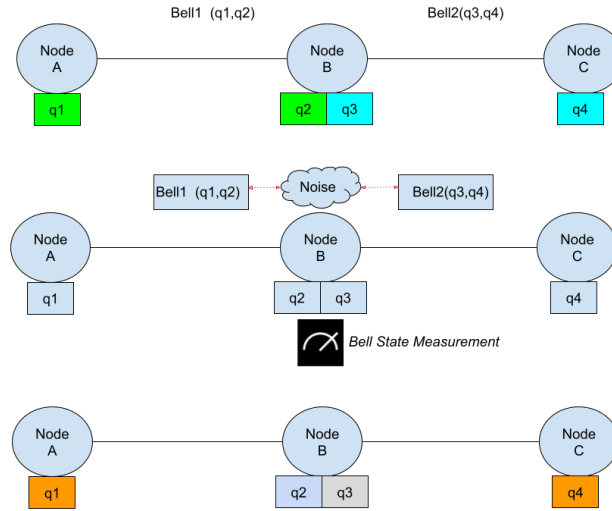 Bell1 (q1,q2)
Bell2(q3,q4)
Node
A
Node
B
Node
C
q1
q2
q3
q4
Bell1 (q1,q2)
Noise
Bell2(q3,q4)
Node
A
Node
B
Node
C
q1
q2
q3
q4
Bell State Measurement
Node
A
Node
B
Node
C
q1
q2
q3
q4